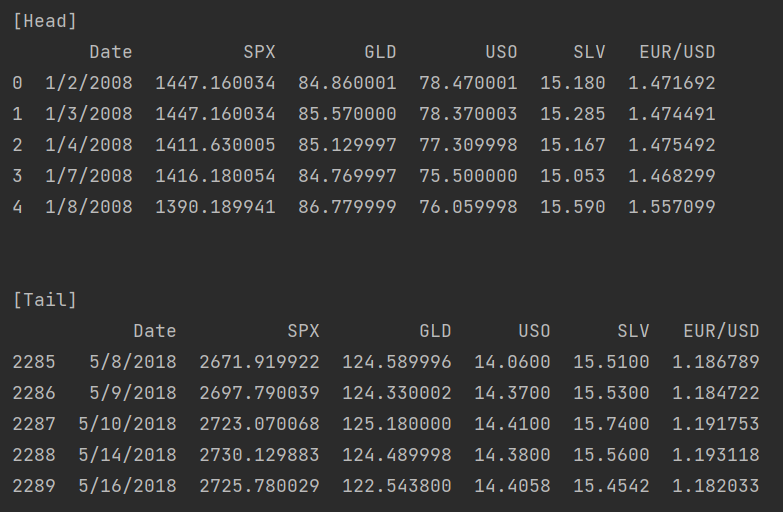 [Head]
Date SPX GLD USO SLV EUR/USD
0 1/2/2008 1447.160034 84.860001 78.470001 15.180 1.471692
1 1/3/2008 1447.160034 85.570000 78.370003 15.285 1.474491
2 1/4/2008 1411.630005 85.129997 77.309998 15.167 1.475492
3 1/7/2008 1416.180054 84.769997 75.500000 15.053 1.468299
4 1/8/2008 1390.189941 86.779999 76.059998 15.590 1.557099
[Tail]
Date SPX GLD USO SLV EUR/USD
2285 5/8/2018 2671.919922 124.589996 14.0600 15.5100 1.186789
2286 5/9/2018 2697.790039 124.330002 14.3700 15.5300 1.184722
2287 5/10/2018 2723.070068 125.180000 14.4100 15.7400 1.191753
2288 5/14/2018 2730.129883 124.489998 14.3800 15.5600 1.193118
2289 5/16/2018 2725.780029 122.543800 14.4058 15.4542 1.182033